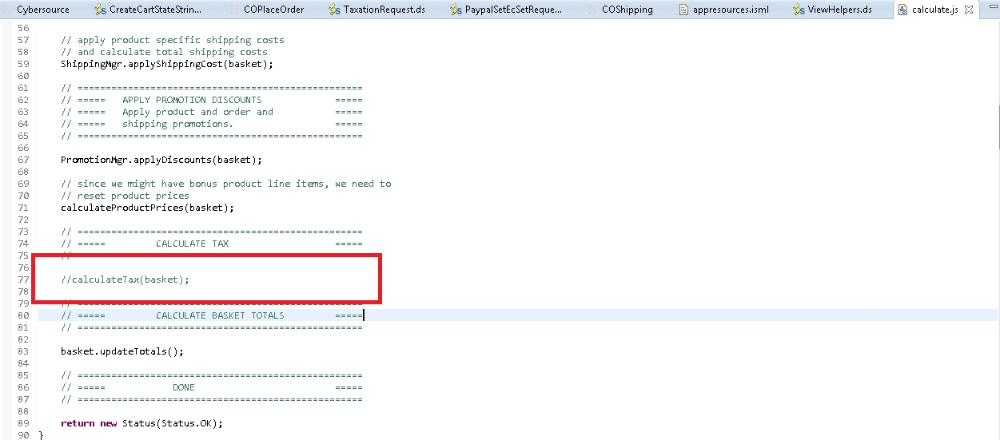 Cybersource CreateCartStateStrin... COPlaceOrder TaxationRequest.ds PaypalSetEcSetReque... COShipping appresources.isml ViewHelpers.ds calculate.js
56
57 // apply product specific shipping costs
58 // and calculate total shipping costs
59 ShippingMgr.applyShippingCost(basket);
60
61 // ===================================================
62 // ===== APPLY PROMOTION DISCOUNTS =====
63 // ===== Apply product and order and =====
64 // ===== shipping promotions. =====
65 // ===================================================
66
67 PromotionMgr.applyDiscounts(basket);
68
69 // since we might have bonus product line items, we need to
70 // reset product prices
71 calculateProductPrices(basket);
72
73 // ===================================================
74 // ===== CALCULATE TAX =====
75 //
76
77 //calculateTax(basket);
78
79 // ===================================================
80 // ===== CALCULATE BASKET TOTALS =====
81 // ===================================================
82
83 basket.updateTotals();
84
85 // ===================================================
86 // ===== DONE =====
87 // ===================================================
88
89 return new Status(Status.OK);
90 }